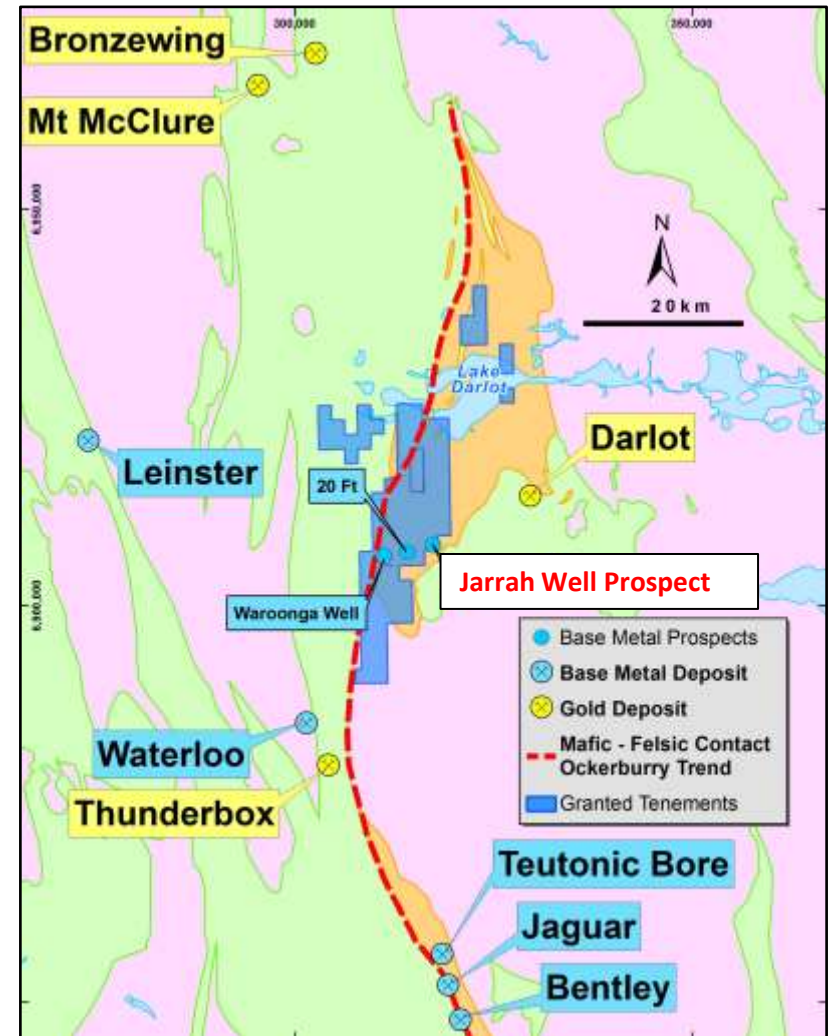 300,000
350,000
Bronzewing
Mt McClure
6,950,000
N
20km
Lake
Darlot
Darlot
Leinster
20 Ft
Jarrah Well Prospect
Waroonga Well
6,900,000
Base Metal Prospects
Base Metal Deposit
Gold Deposit
Mafic - Felsic Contact
Ockerburry Trend
Granted Tenements
Waterloo
Thunderbox
Teutonic Bore
Jaguar
Bentley